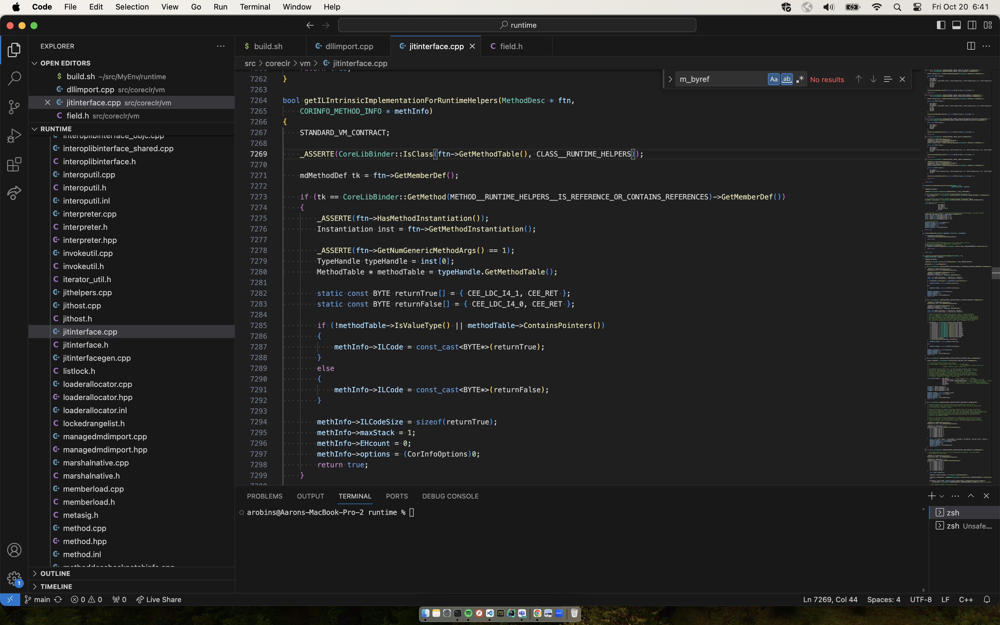 Code File Edit Selection View Go Run Terminal Window Help Fri Oct 20 6:41
runtime
EXPLORER
OPEN EDITORS
build.sh ~/src/MyEnv/runtime
dllimport.cpp src/coreclr/vm
jitinterface.cpp src/coreclr/vm
field.h src/coreclr/vm
RUNTIME
interoplibinterface_objc.cpp
interoplibinterface_shared.cpp
interoplibinterface.h
interoputil.cpp
interoputil.h
interoputil.inl
interpreter.cpp
interpreter.h
interpreter.hpp
invokeutil.cpp
invokeutil.h
iterator_util.h
jithelpers.cpp
jithost.cpp
jithost.h
jitinterface.cpp
jitinterface.h
jitinterfacegen.cpp
listlock.h
loaderallocator.cpp
loaderallocator.hpp
loaderallocator.inl
lockedrangelist.h
managedmdimport.cpp
managedmdimport.hpp
marshalnative.cpp
marshalnative.h
memberload.cpp
memberload.h
metasig.h
method.cpp
method.hpp
method.inl
OUTLINE
TIMELINE
$ build.sh dllimport.cpp jitinterface.cpp C field.h
src > coreclr > vm > jitinterface.cpp
m_byref Aa ab .* No results
7261 return true;
7262 }
7263
7264 bool getILIntrinsicImplementationForRuntimeHelpers(MethodDesc * ftn,
7265 CORINFO_METHOD_INFO * methInfo)
7266 {
7267 STANDARD_VM_CONTRACT;
7268
7269 _ASSERTE(CoreLibBinder::IsClass(ftn->GetMethodTable(), CLASS__RUNTIME_HELPERS));
7270
7271 mdMethodDef tk = ftn->GetMemberDef();
7272
7273 if (tk == CoreLibBinder::GetMethod(METHOD__RUNTIME_HELPERS__IS_REFERENCE_OR_CONTAINS_REFERENCES)->GetMemberDef())
7274 {
7275 _ASSERTE(ftn->HasMethodInstantiation());
7276 Instantiation inst = ftn->GetMethodInstantiation();
7277
7278 _ASSERTE(ftn->GetNumGenericMethodArgs() == 1);
7279 TypeHandle typeHandle = inst[0];
7280 MethodTable * methodTable = typeHandle.GetMethodTable();
7281
7282 static const BYTE returnTrue[] = { CEE_LDC_I4_1, CEE_RET };
7283 static const BYTE returnFalse[] = { CEE_LDC_I4_0, CEE_RET };
7284
7285 if (!methodTable->IsValueType() || methodTable->ContainsPointers())
7286 {
7287 methInfo->ILCode = const_cast<BYTE*>(returnTrue);
7288 }
7289 else
7290 {
7291 methInfo->ILCode = const_cast<BYTE*>(returnFalse);
7292 }
7293
7294 methInfo->ILCodeSize = sizeof(returnTrue);
7295 methInfo->maxStack = 1;
7296 methInfo->EHcount = 0;
7297 methInfo->options = (CorInfoOptions)0;
7298 return true;
7299 }
PROBLEMS OUTPUT TERMINAL PORTS DEBUG CONSOLE
arobins@Aarons-MacBook-Pro-2 runtime %
zsh
zsh Unsafe...
1
main 0 0 0 Live Share Ln 7269, Col 44 Spaces: 4 UTF-8 LF C++